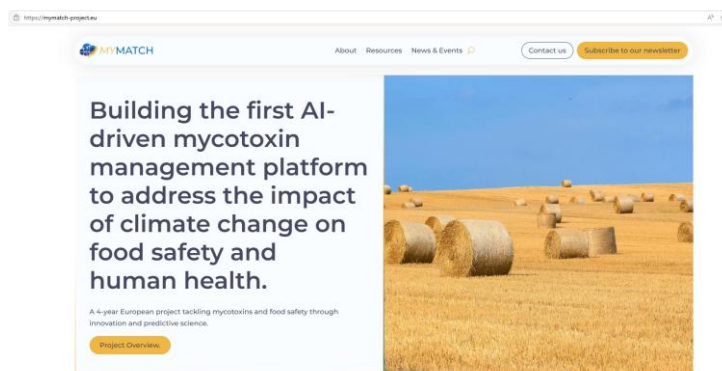 https://mymatch-project.eu
MYMATCH
About Resources News & Events
Contact us
Subscribe to our newsletter
Building the first AI-
driven mycotoxin
management platform
to address the impact
of climate change on
food safety and
human health.
A 4-year European project tackling mycotoxins and food safety through
innovation and predictive science.
Project Overview.